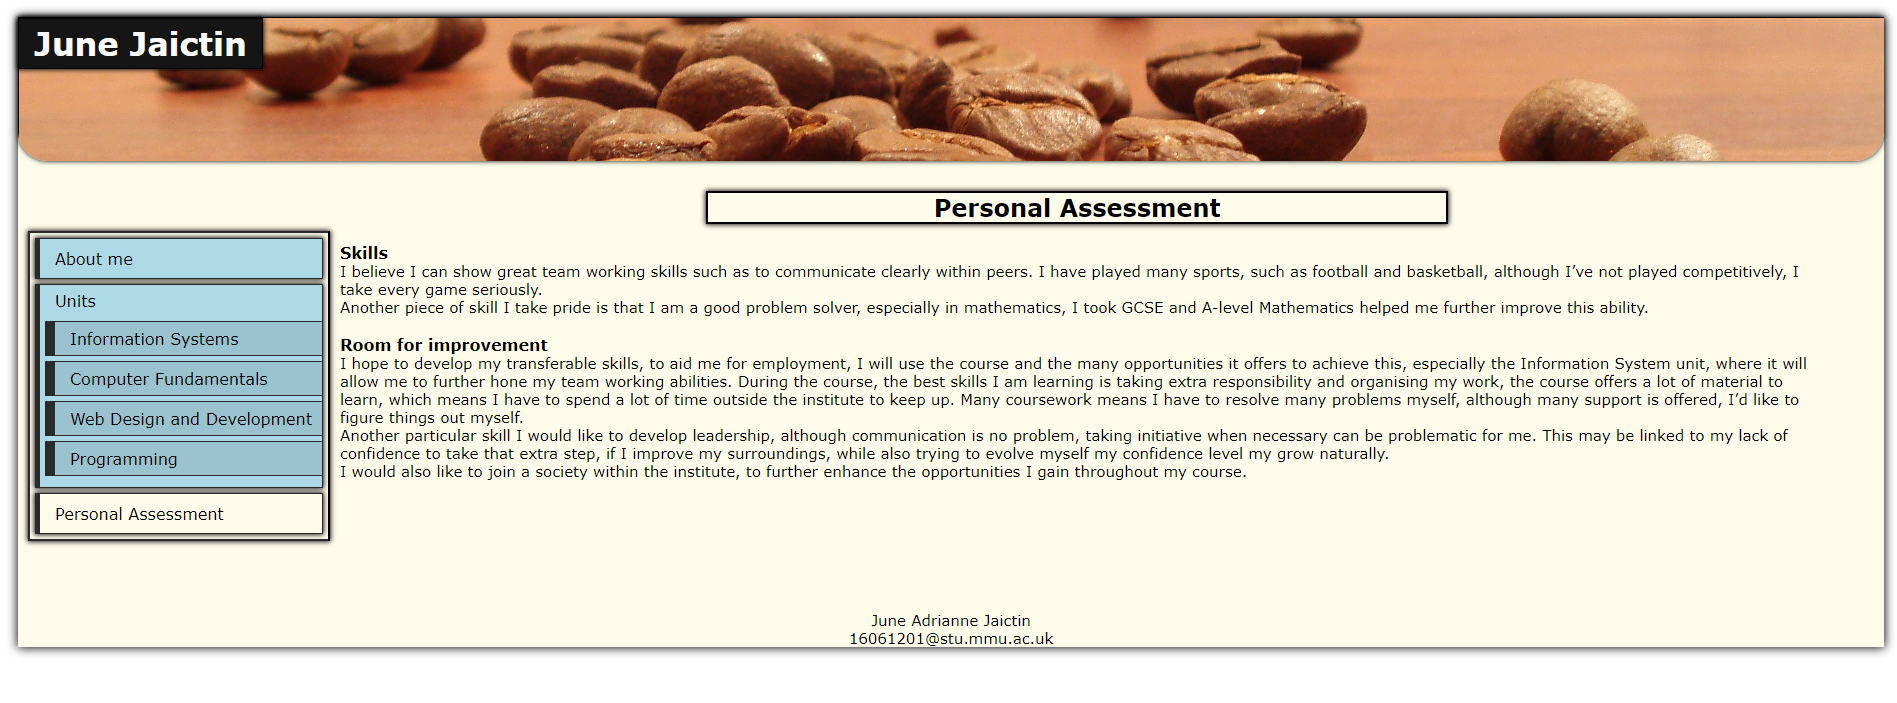 June Jaictin
Personal Assessment
About me
Units
Information Systems
Computer Fundamentals
Web Design and Development
Programming
Personal Assessment
Skills
I believe I can show great team working skills such as to communicate clearly within peers. I have played many sports, such as football and basketball, although I've not played competitively, I
take every game seriously.
Another piece of skill I take pride is that I am a good problem solver, especially in mathematics, I took GCSE and A-level Mathematics helped me further improve this ability.
Room for improvement
I hope to develop my transferable skills, to aid me for employment, I will use the course and the many opportunities it offers to achieve this, especially the Information System unit, where it will
allow me to further hone my team working abilities. During the course, the best skills I am learning is taking extra responsibility and organising my work, the course offers a lot of material to
learn, which means I have to spend a lot of time outside the institute to keep up. Many coursework means I have to resolve many problems myself, although many support is offered, I'd like to
figure things out myself.
Another particular skill I would like to develop leadership, although communication is no problem, taking initiative when necessary can be problematic for me. This may be linked to my lack of
confidence to take that extra step, if I improve my surroundings, while also trying to evolve myself my confidence level my grow naturally.
I would also like to join a society within the institute, to further enhance the opportunities I gain throughout my course.
June Adrianne Jaictin
16061201@stu.mmu.ac.uk